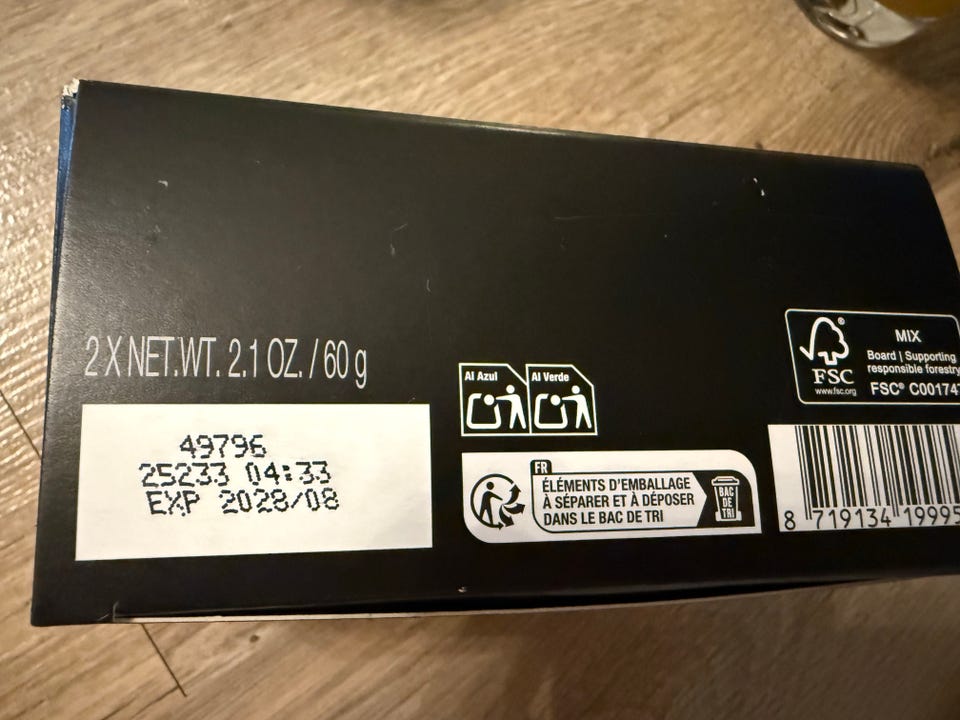 2 X NET.WT. 2.1 OZ. / 60 g
49796
25233 04:33
EXP 2028/08
Al Azul
Al Verde
FR
ÉLÉMENTS D'EMBALLAGE
À SÉPARER ET À DÉPOSER
DANS LE BAC DE TRI
BAC
DE
TRI
FSC®
www.fsc.org
MIX
Board | Supporting
responsible forestry
FSC® C00174
8 719134 19995